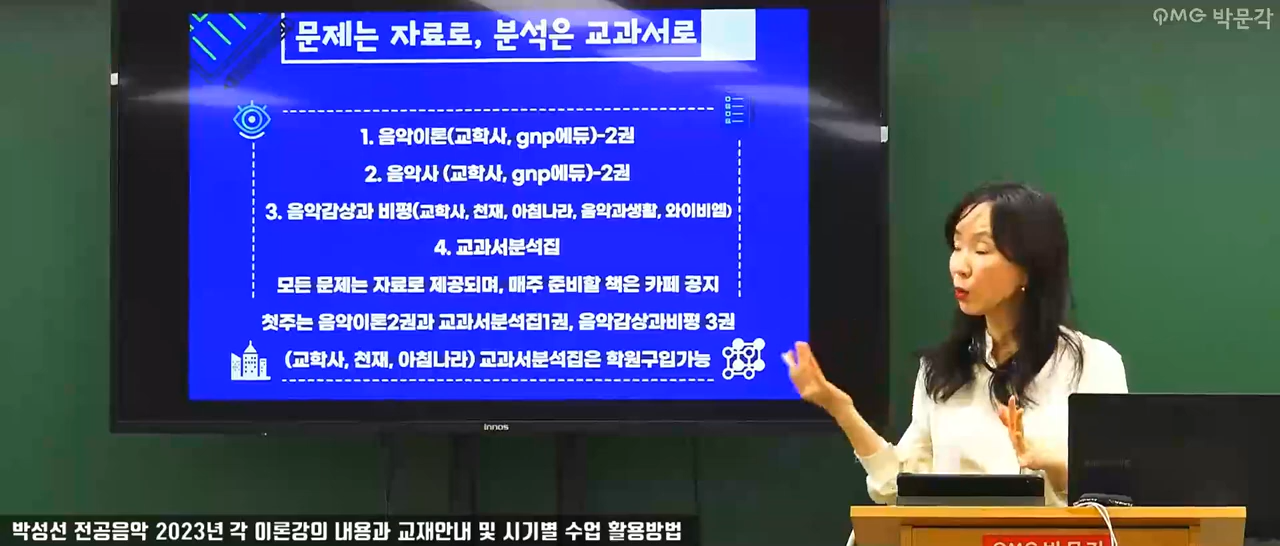 문제는 자료로, 분석은 교과서로
PMG 박문각
1. 음악이론(교학사, gnp에듀)-2권
2. 음악사 (교학사, gnp에듀)-2권
3. 음악감상과 비평(교학사, 천재, 아침나라, 음악과생활, 와이비엠)
4. 교과서분석집
모든 문제는 자료로 제공되며, 매주 준비할 책은 카페 공지
첫주는 음악이론2권과 교과서분석집1권, 음악감상과비평 3권
(교학사, 천재, 아침나라) 교과서분석집은 학원구입가능
innos
박성선 전공음악 2023년 각 이론강의 내용과 교재안내 및 시기별 수업 활용방법
PMG 박문각